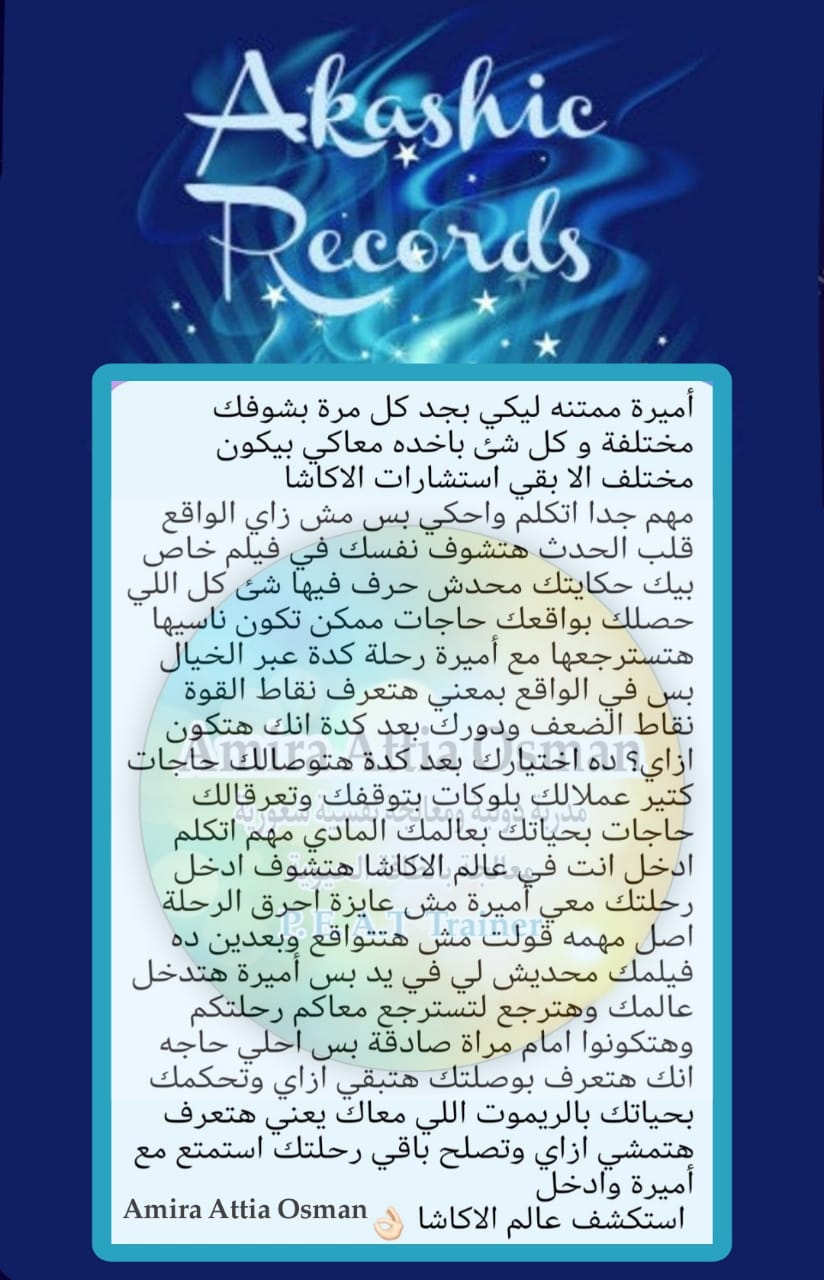 Akashic
Records
أميرة ممتنه ليكي بجد كل مرة بشوفك
مختلفة و كل شئ باخده معاكي بيكون
مختلف الا بقي استشارات الاكاشا
مهم جدا اتكلم واحكي بس مش زاي الواقع
قلب الحدث هتشوف نفسك في فيلم خاص
بيك حكايتك محدش حرف فيها شئ كل اللي
حصلك بواقعك حاجات ممكن تكون ناسيها
هتسترجعها مع أميرة رحلة كدة عبر الخيال
بس في الواقع بمعني هتعرف نقاط القوة
نقاط الضعف ودورك بعد كدة انك هتكون
ازاي؟ ده اختيارك بعد كدة هتوصالك حاجات
كتير عملالك بلوكات بتوقفك وتعرقالك
حاجات بحياتك بعالمك المادي مهم اتكلم
ادخل انت في عالم الاكاشا هتشوف ادخل
رحلتك معي أميرة مش عايزة احرق الرحلة
اصل مهمه قولت مش هتتواقع وبعدين ده
فيلمك محديش لي في يد بس أميرة هتدخل
عالمك وهترجع لتسترجع معاكم رحلتكم
وهتكونوا امام مراة صادقة بس احلي حاجه
انك هتعرف بوصلتك هتبقي ازاي وتحكمك
بحياتك بالريموت اللي معاك يعني هتعرف
هتمشي ازاي وتصلح باقي رحلتك استمتع مع
أميرة وادخل
استكشف عالم الاكاشا 👌🏻
Amira Attia Osman
Amira Attia Osman
مدربة دولية ومعالجة نفسية شعورية
معالجة بالطاقة الحيوية
P.E.A.T Trainer